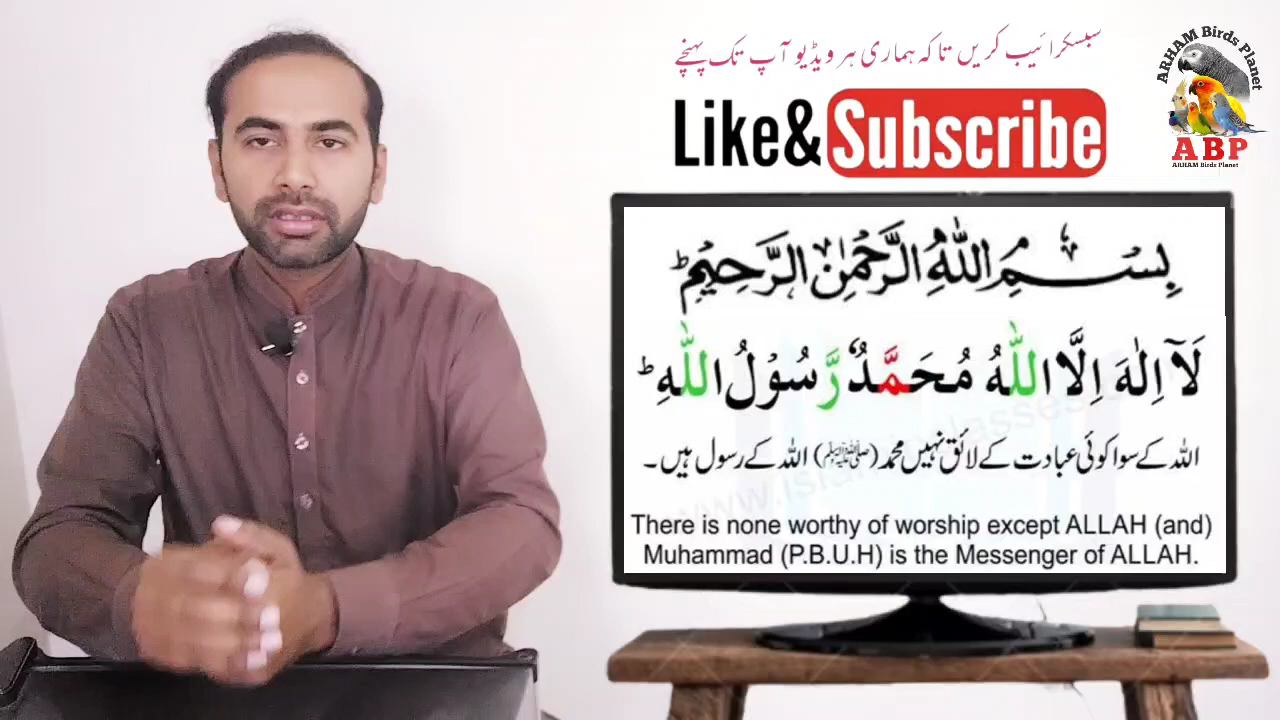 سبسکرائیب کریں تاکہ ہماری ہر ویڈیو آپ تک پہنچے
Like&Subscribe
ARHAM Birds Planet
ABP
ARHAM Birds Planet
بِسْمِ اللّٰهِ الرَّحْمٰنِ الرَّحِیْمِ ؕ
لَآ اِلٰهَ اِلَّا اللّٰهُ مُحَمَّدٌ رَّسُوْلُ اللّٰهِ ؕ
اللہ کے سوا کوئی عبادت کے لائق نہیں محمد (ﷺ) اللہ کے رسول ہیں۔
There is none worthy of worship except ALLAH (and)
Muhammad (P.B.U.H) is the Messenger of ALLAH.